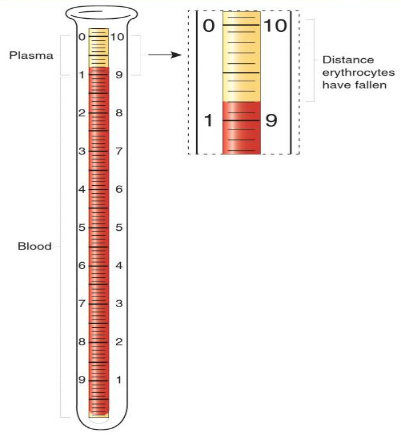 Plasma
Blood
0 10
1 9
2 8
3 7
4 6
5 5
6 4
7 3
8 2
9 1
0 10
1 9
Distance
erythrocytes
have fallen